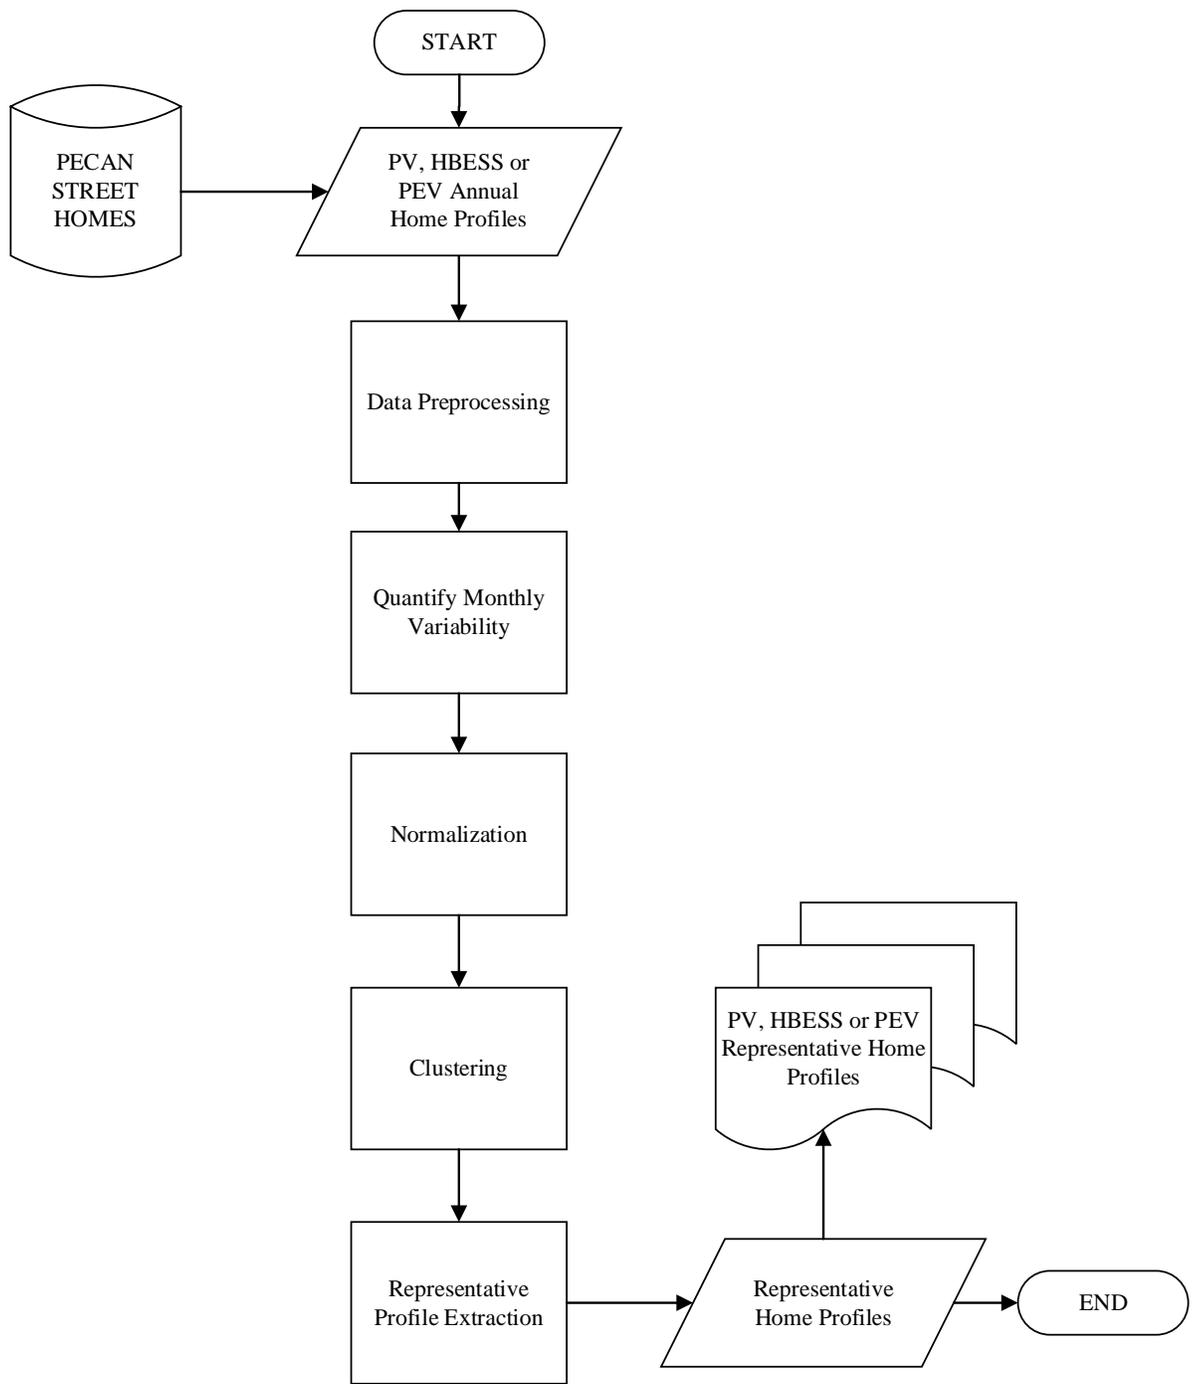 START
PECAN
STREET
HOMES
PV, HBESS or
PEV Annual
Home Profiles
Data Preprocessing
Quantify Monthly
Variability
Normalization
Clustering
PV, HBESS or PEV
Representative Home
Profiles
Representative
Profile Extraction
Representative
Home Profiles
END